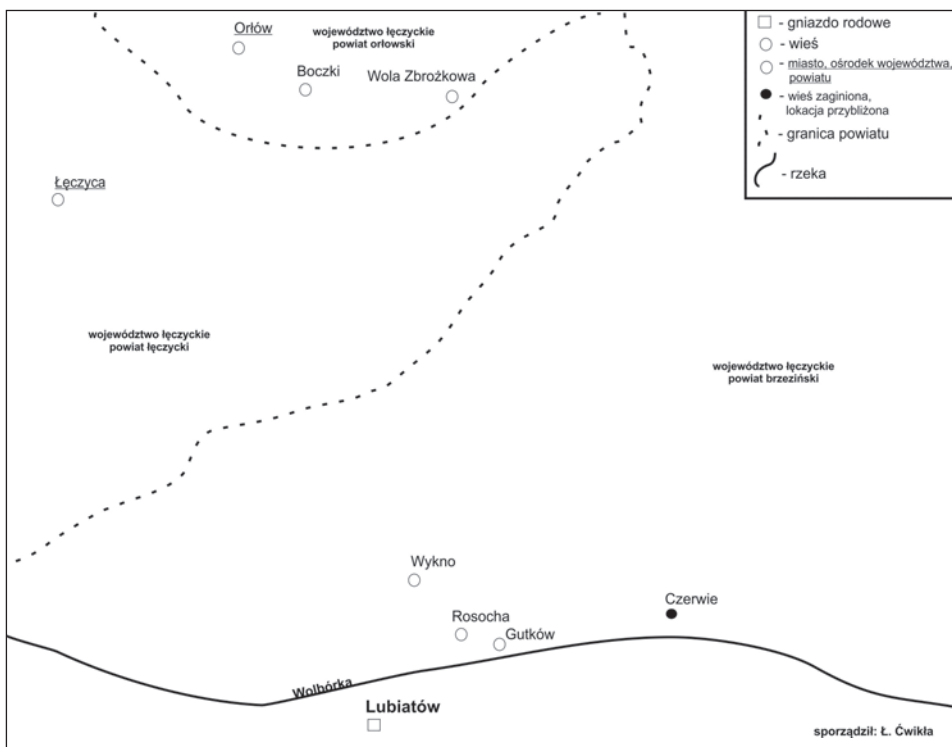 Orłów
województwo łęczyckie
powiat orłowski
Boczki
Wola Zbrożkowa
- gniazdo rodowe
- wieś
- miasto, ośrodek województwa,
powiatu
- wieś zaginiona,
lokacja przybliżona
- granica powiatu
- rzeka
Łęczyca
województwo łęczyckie
powiat łęczycki
województwo łęczyckie
powiat brzeziński
Wykno
Czerwie
Rosocha
Gutków
Wolbórka
Lubiatów
sporządził: Ł. Ćwikła